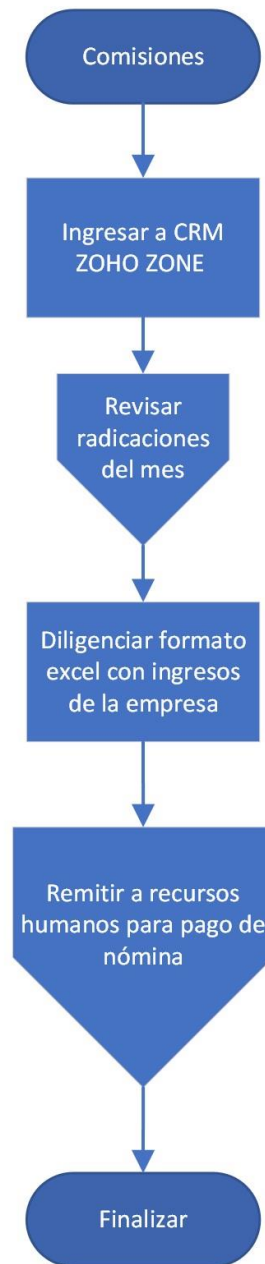 Comisiones
Ingresar a CRM
ZOHO ZONE
Revisar
radicaciones
del mes
Diligenciar formato
excel con ingresos
de la empresa
Remitir a recursos
humanos para pago de
nómina
Finalizar